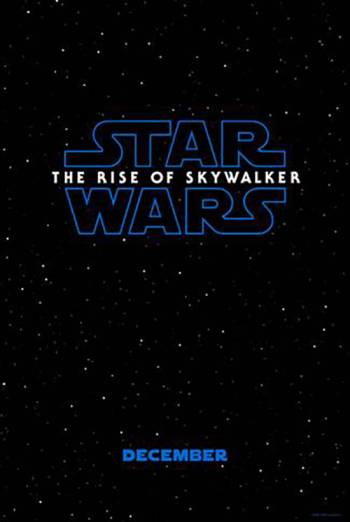 STAR
THE RISE OF SKYWALKER
WARS
DECEMBER